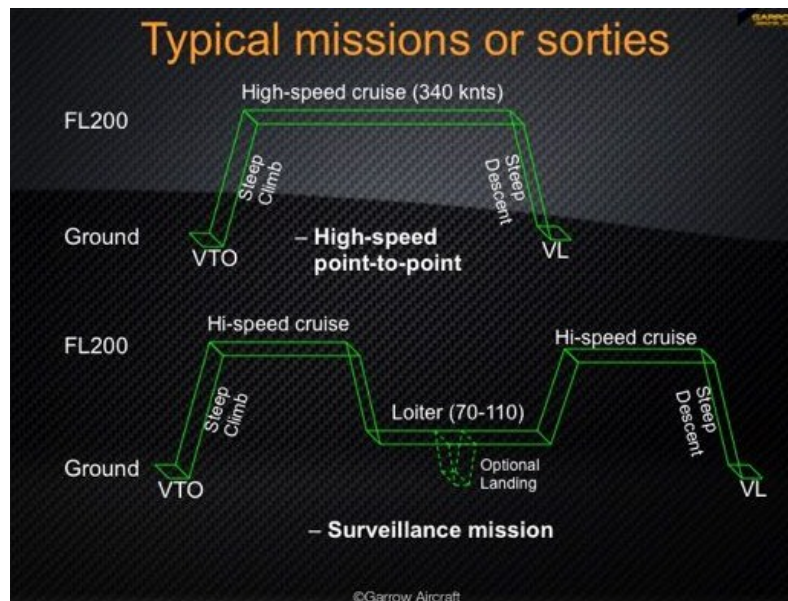 Typical missions or sorties
High-speed cruise (340 knts)
FL200
Steep
Climb
Steep
Descent
Ground
VTO
– High-speed
point-to-point
VL
Hi-speed cruise
Hi-speed cruise
FL200
Steep
Climb
Loiter (70-110)
Steep
Descent
Ground
Optional
Landing
VTO
VL
– Surveillance mission
©Garrow Aircraft